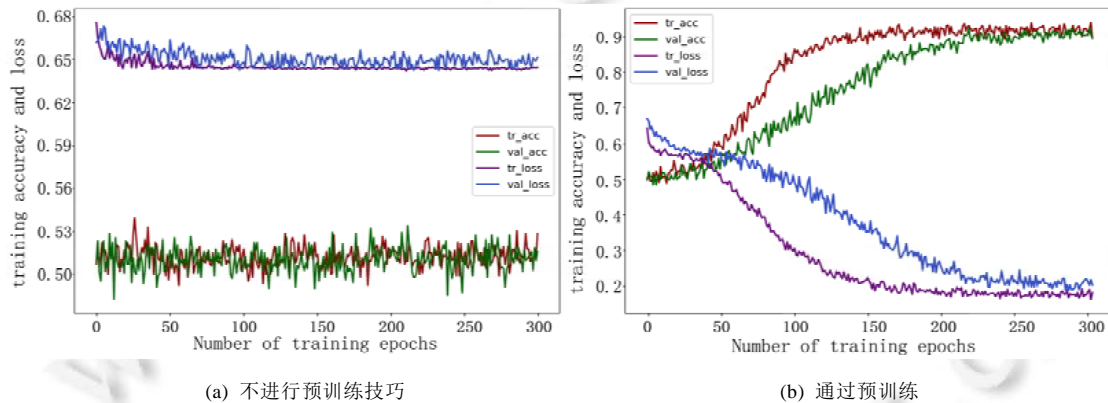 0.68
0.65
0.62
0.59
0.56
0.53
0.50
training accuracy and loss
tr_acc
val_acc
tr_loss
val_loss
0
50
100
150
200
250
300
Number of training epochs
(a) 不进行预训练技巧
0.9
0.8
0.7
0.6
0.5
0.4
0.3
0.2
training accuracy and loss
tr_acc
val_acc
tr_loss
val_loss
0
50
100
150
200
250
300
Number of training epochs
(b) 通过预训练